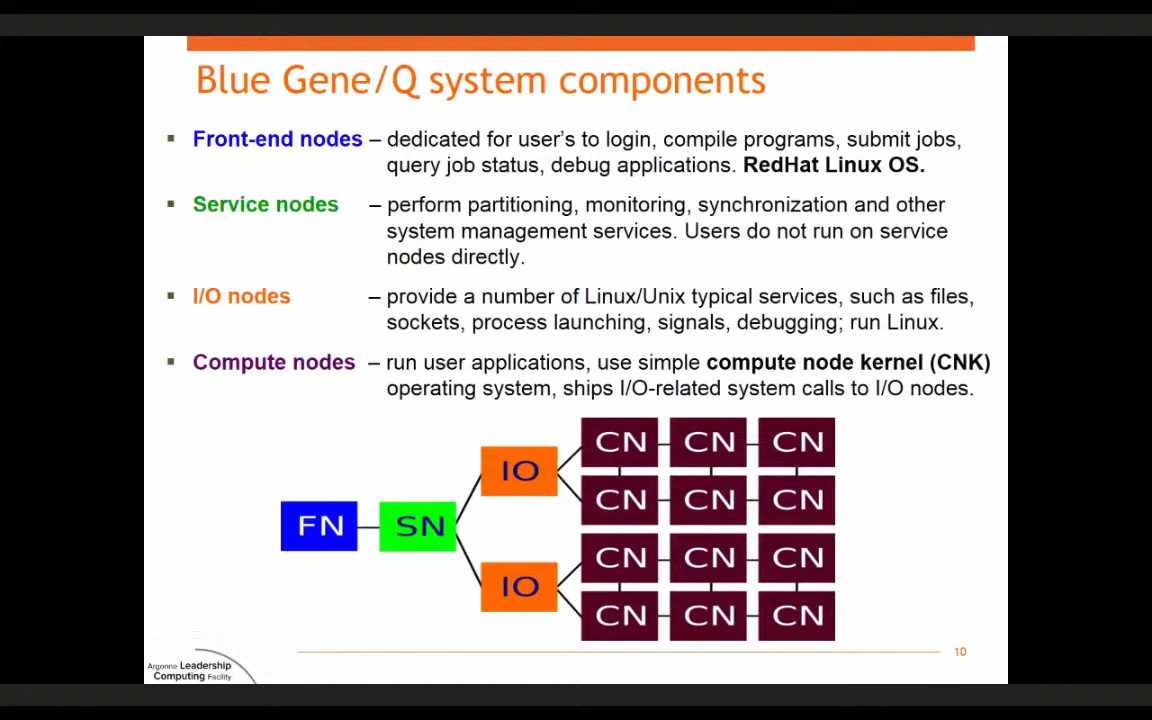 Blue Gene/Q system components
▪ Front-end nodes – dedicated for user's to login, compile programs, submit jobs,
query job status, debug applications. RedHat Linux OS.
▪ Service nodes – perform partitioning, monitoring, synchronization and other
system management services. Users do not run on service
nodes directly.
▪ I/O nodes – provide a number of Linux/Unix typical services, such as files,
sockets, process launching, signals, debugging; run Linux.
▪ Compute nodes – run user applications, use simple compute node kernel (CNK)
operating system, ships I/O-related system calls to I/O nodes.
CN CN CN
IO
CN CN CN
FN SN
CN CN CN
IO
CN CN CN
10
Argonne Leadership
Computing Facility